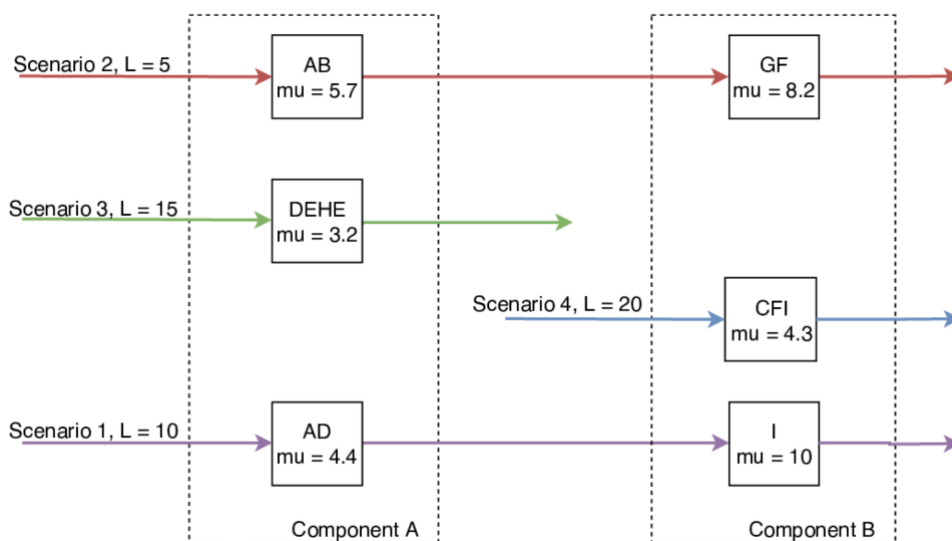 Scenario 2, L = 5
AB
mu = 5.7
GF
mu = 8.2
Scenario 3, L = 15
DEHE
mu = 3.2
Scenario 4, L = 20
CFI
mu = 4.3
Scenario 1, L = 10
AD
mu = 4.4
I
mu = 10
Component A
Component B